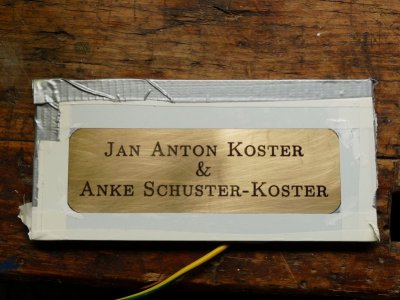 Jan Anton Koster
&
Anke Schuster-Koster